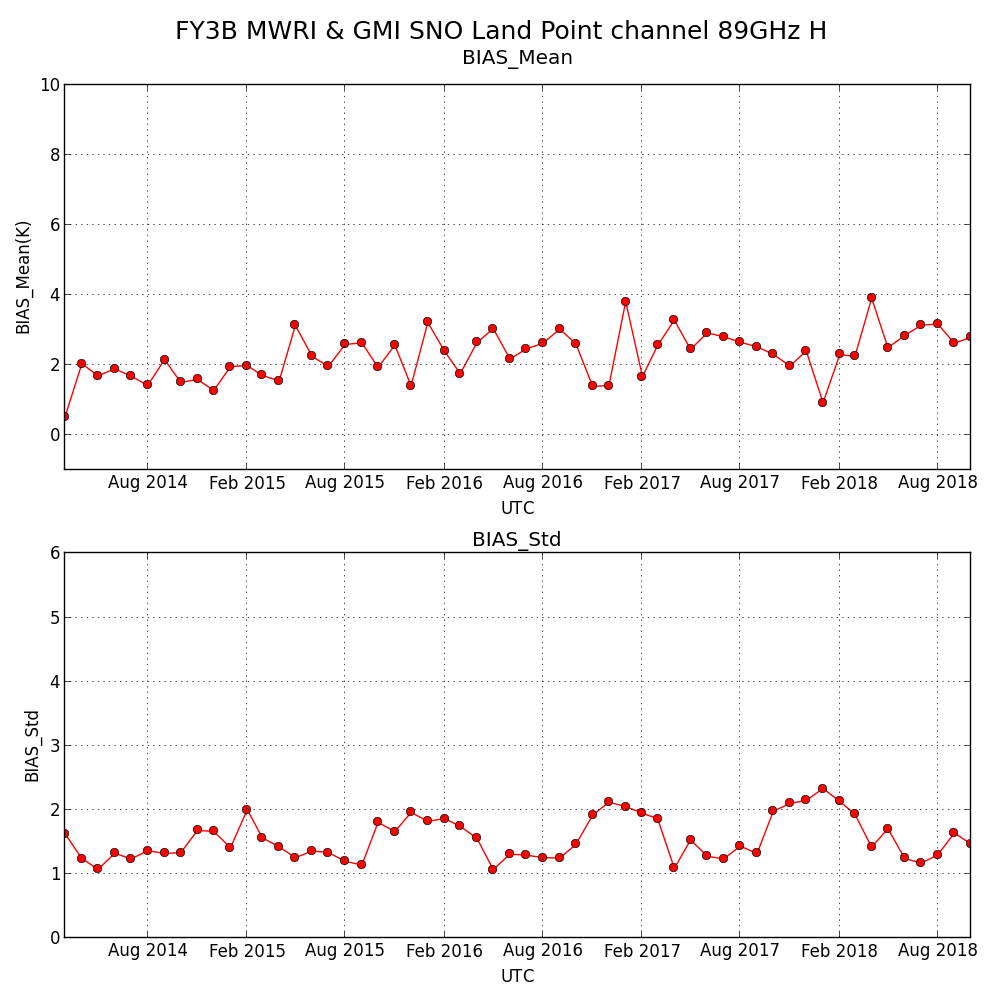 FY3B MWRI & GMI SNO Land Point channel 89GHz H
BIAS_Mean
10
8
6
4
2
0
BIAS_Mean(K)
Aug 2014 Feb 2015 Aug 2015 Feb 2016 Aug 2016 Feb 2017 Aug 2017 Feb 2018 Aug 2018
UTC
BIAS_Std
6
5
4
3
2
1
0
BIAS_Std
Aug 2014 Feb 2015 Aug 2015 Feb 2016 Aug 2016 Feb 2017 Aug 2017 Feb 2018 Aug 2018
UTC